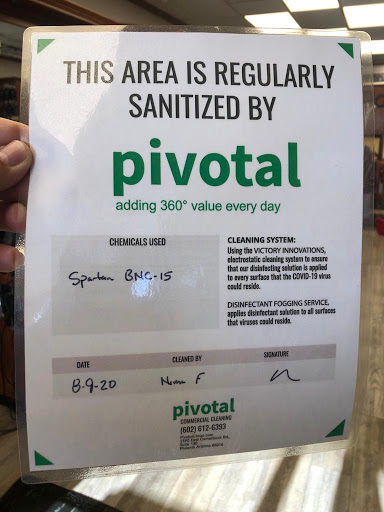 THIS AREA IS REGULARLY
SANITIZED BY
pivotal
adding 360° value every day
CHEMICALS USED
Spartan BNC-15
CLEANING SYSTEM:
Using the VICTORY INNOVATIONS,
electrostatic cleaning system to ensure
that our disinfecting solution is applied
to every surface that the COVID-19 virus
could reside.
DISINFECTANT FOGGING SERVICE,
applies disinfectant to all surfaces
that viruses could reside.
DATE
CLEANED BY
SIGNATURE
8-9-20
F
pivotal
COMMERCIAL CLEANING
(602) 612-6393